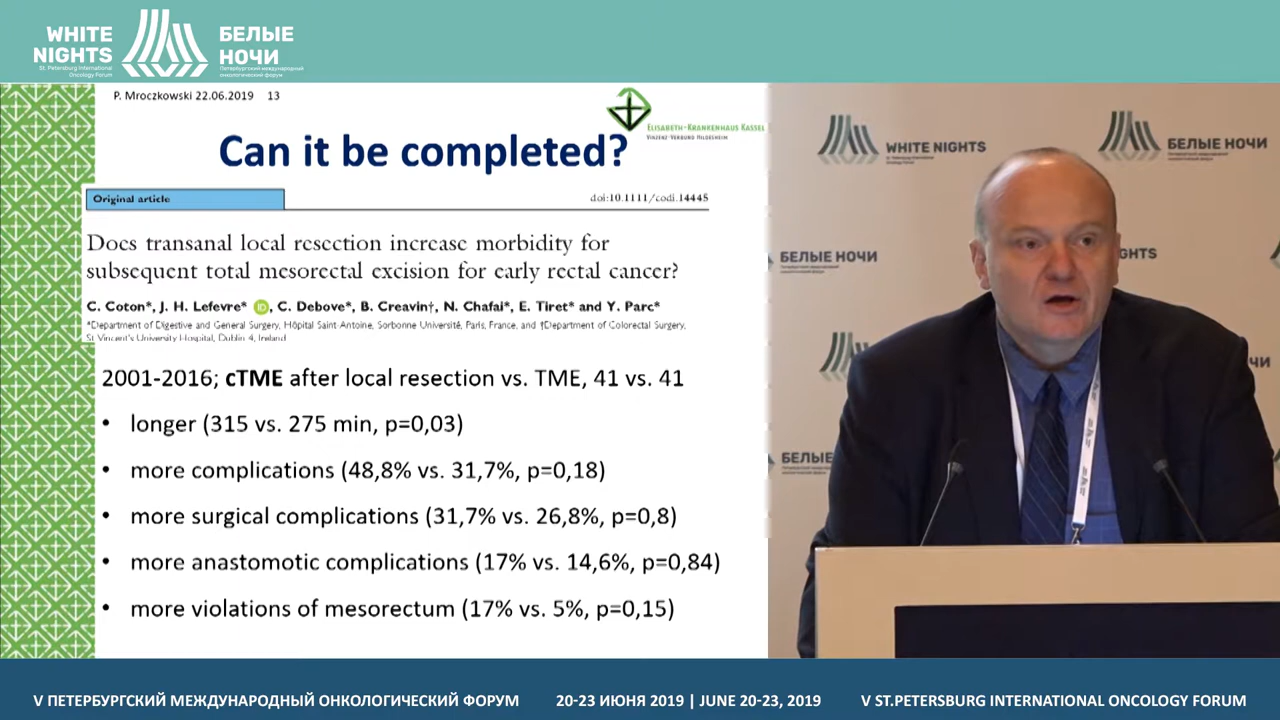 WHITE
NIGHTS
St. Petersburg International
Oncology Forum
БЕЛЫЕ
НОЧИ
Петербургский международный
онкологический форум
P. Mroczkowski 22.06.2019 13
ELISABETH-KRANKENHAUS KASSEL
VINZENZ-VERBUND HILDESHEIM
Can it be completed?
Original article
doi:10.1111/codi.14445
Does transanal local resection increase morbidity for
subsequent total mesorectal excision for early rectal cancer?
C. Coton*, J. H. Lefevre* iD, C. Debove*, B. Creavin†, N. Chafai*, E. Tiret* and Y. Parc*
*Department of Digestive and General Surgery, Hôpital Saint-Antoine, Sorbonne Université, Paris, France, and †Department of Colorectal Surgery,
St Vincent's University Hospital, Dublin 4, Ireland
2001-2016; cTME after local resection vs. TME, 41 vs. 41
• longer (315 vs. 275 min, p=0,03)
• more complications (48,8% vs. 31,7%, p=0,18)
• more surgical complications (31,7% vs. 26,8%, p=0,8)
• more anastomotic complications (17% vs. 14,6%, p=0,84)
• more violations of mesorectum (17% vs. 5%, p=0,15)
WHITE NIGHTS
БЕЛЫЕ НОЧИ
БЕЛЫЕ НОЧИ
GHTS
БЕЛЫ
V ПЕТЕРБУРГСКИЙ МЕЖДУНАРОДНЫЙ ОНКОЛОГИЧЕСКИЙ ФОРУМ 20-23 ИЮНЯ 2019 | JUNE 20-23, 2019 V ST.PETERSBURG INTERNATIONAL ONCOLOGY FORUM